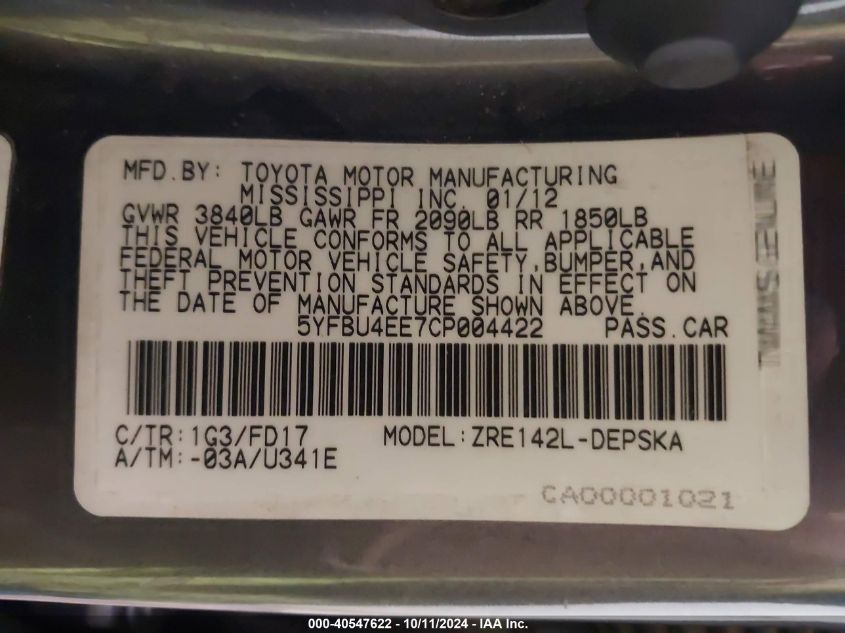 MFD.BY: TOYOTA MOTOR MANUFACTURING
MISSISSIPPI INC. 01/12
GVWR 3840LB GAWR FR 2090LB RR 1850LB
THIS VEHICLE CONFORMS TO ALL APPLICABLE
FEDERAL MOTOR VEHICLE SAFETY,BUMPER,AND
THEFT PREVENTION STANDARDS IN EFFECT ON
THE DATE OF MANUFACTURE SHOWN ABOVE.
5YFBU4EE7CP004422 PASS.CAR
C/TR:1G3/FD17 MODEL:ZRE142L-DEPSKA
A/TM:-03A/U341E
CA00001021
000-40547622 - 10/11/2024 - IAA Inc.